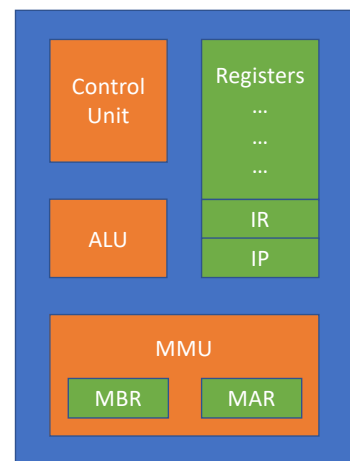 Control
Unit
Registers
...
...
...
ALU
IR
IP
MMU
MBR
MAR